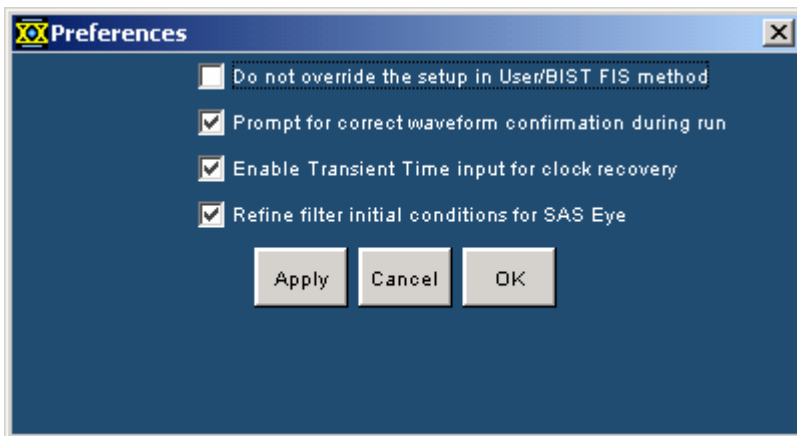 Preferences
Do not override the setup in User/BIST FIS method
Prompt for correct waveform confirmation during run
Enable Transient Time input for clock recovery
Refine filter initial conditions for SAS Eye
Apply Cancel OK